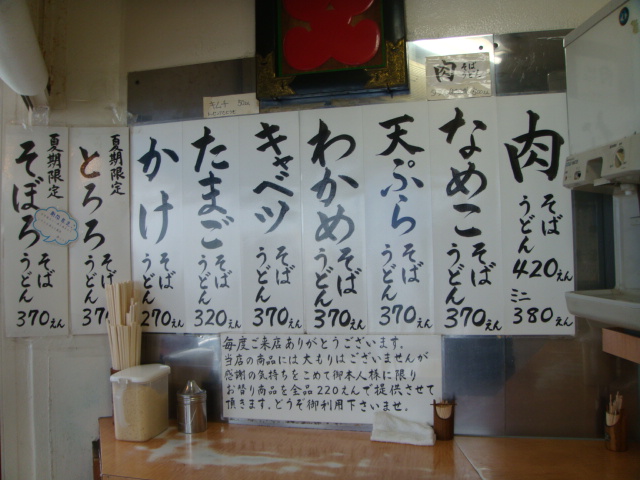 肉 そば うどん 420えん
ミニ 380えん
なめこ そば うどん 370えん
天ぷら そば うどん 370えん
わかめ そば うどん 370えん
キャベツ そば うどん 370えん
たまご そば うどん 320えん
かけ そば うどん 270えん
夏期限定 とろろ そば うどん 37
夏期限定 そぼろ そば うどん 370えん
肉 そば うどん
キムチ
毎度ご来店ありがとうございます。
当店の商品には大もりはございませんが
感謝の気持ちをこめて御本人様に限り
お替り商品を全品220えんで提供させて
頂きます。どうぞ御利用下さいませ。